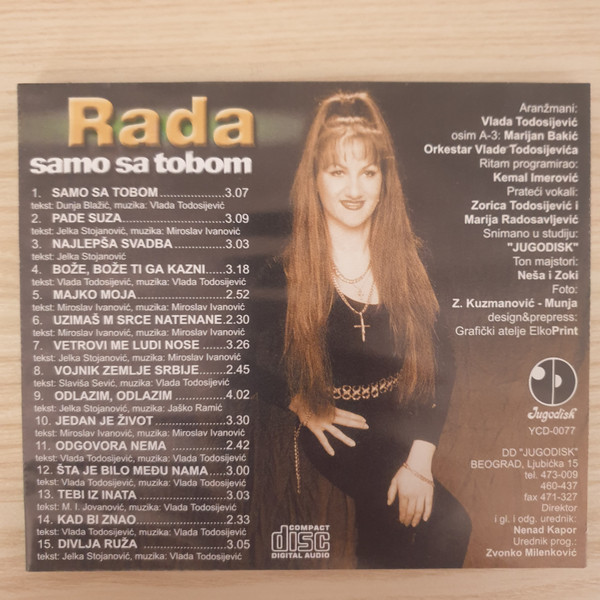 Rada
samo sa tobom
1. SAMO SA TOBOM....................3.07
tekst: Dunja Blažić, muzika: Vlada Todosijević
2. PADE SUZA............................3.09
tekst: Jelka Stojanović, muzika: Miroslav Ivanović
3. NAJLEPŠA SVADBA................3.03
tekst: Jelka Stojanović
4. BOŽE, BOŽE TI GA KAZNI......3.18
tekst: Vlada Todosijević, muzika: Vlada Todosijević
5. MAJKO MOJA.........................2.52
tekst: Miroslav Ivanović, muzika: Miroslav Ivanović
6. UZIMAŠ M SRCE NATENANE.2.30
tekst: Miroslav Ivanović, muzika: Miroslav Ivanović
7. VETROVI ME LUDI NOSE .......3.26
tekst: Jelka Stojanović, muzika: Miroslav Ivanović
8. VOJNIK ZEMLJE SRBIJE........2.45
tekst: Slaviša Sević, muzika: Vlada Todosijević
9. ODLAZIM, ODLAZIM .............4.02
tekst: Jelka Stojanović, muzika: Jaško Ramić
10. JEDAN JE ŽIVOT...................3.30
tekst: Miroslav Ivanović, muzika: Miroslav Ivanović
11. ODGOVORA NEMA ...............2.42
tekst: Vlada Todosijević, muzika: Vlada Todosijević
12. ŠTA JE BILO MEĐU NAMA....3.00
tekst: Vlada Todosijević, muzika: Vlada Todosijević
13. TEBI IZ INATA ......................3.03
tekst: M. I. Jovanović, muzika: Vlada Todosijević
14. KAD BI ZNAO........................2.33
tekst: Vlada Todosijević, muzika: Vlada Todosijević
15. DIVLJA RUŽA .......................3.05
tekst: Jelka Stojanović, muzika: Vlada Todosijević
COMPACT
disc
DIGITAL AUDIO
Aranžmani:
Vlada Todosijević
osim A-3: Marijan Bakić
Orkestar Vlade Todosijevića
Ritam programirao:
Kemal Imerović
Prateći vokali:
Zorica Todosijević i
Marija Radosavljević
Snimano u studiju:
"JUGODISK"
Ton majstori:
Neša i Zoki
Foto:
Z. Kuzmanović - Munja
design&prepress:
Grafički atelje ElkoPrint
Jugodisk
YCD-0077
DD "JUGODISK"
BEOGRAD, Ljubička 15
tel. 473-009
460-437
fax 471-327
Direktor
i gl. i odg. urednik:
Nenad Kapor
Urednik prog.:
Zvonko Milenković